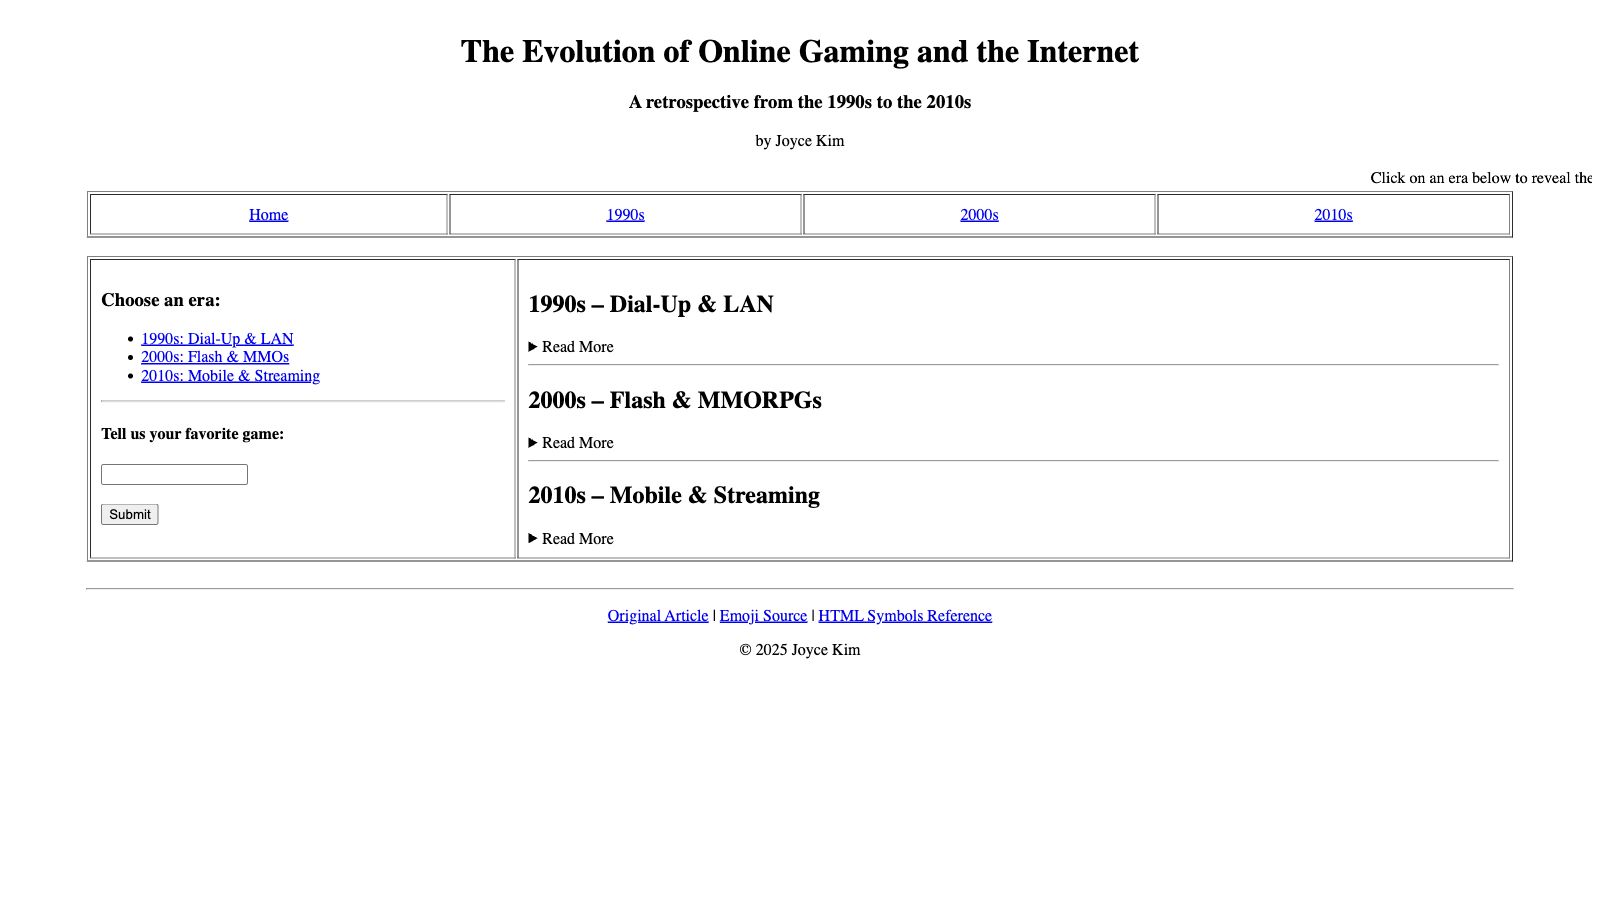 The Evolution of Online Gaming and the Internet
A retrospective from the 1990s to the 2010s
by Joyce Kim
Click on an era below to reveal the
Home 1990s 2000s 2010s
Choose an era:
1990s: Dial-Up & LAN
2000s: Flash & MMOs
2010s: Mobile & Streaming
Tell us your favorite game:
Submit
1990s – Dial-Up & LAN
Read More
2000s – Flash & MMORPGs
Read More
2010s – Mobile & Streaming
Read More
Original Article | Emoji Source | HTML Symbols Reference
© 2025 Joyce Kim